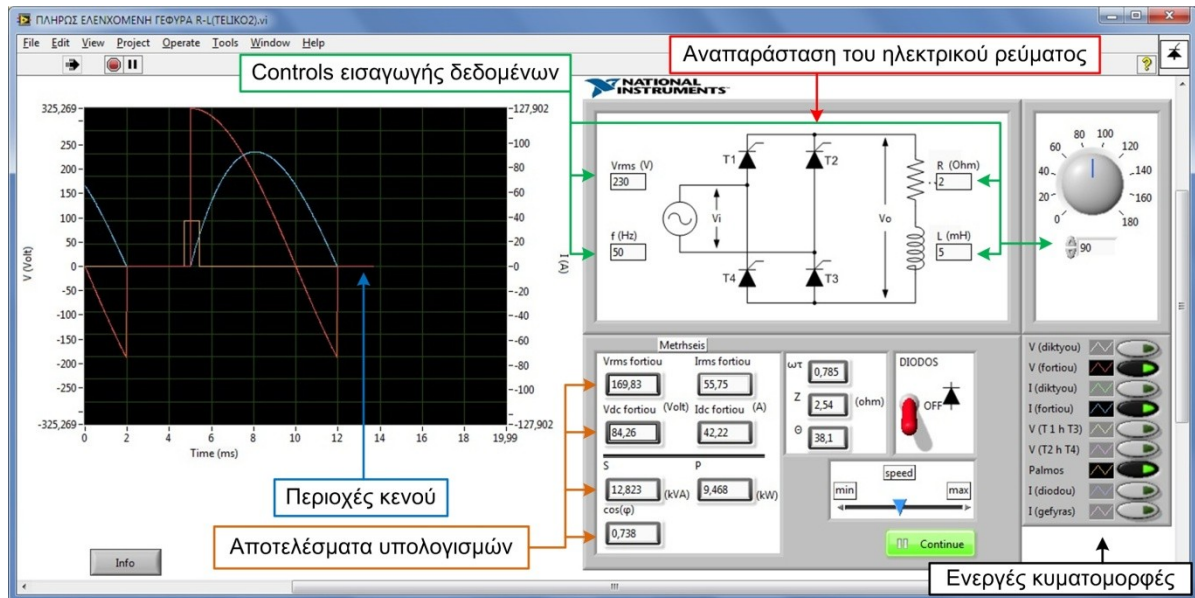 ΠΛΗΡΩΣ ΕΛΕΝΧΟΜΕΝΗ ΓΕΦΥΡΑ R-L(TELIKO2).vi
File Edit View Project Operate Tools Window Help
Controls εισαγωγής δεδομένων
Αναπαράσταση του ηλεκτρικού ρεύματος
NATIONAL
INSTRUMENTS
325,269
250
200
150
100
50
0
-50
-100
-150
-200
-250
-325,269
V (Volt)
127,902
100
80
60
40
20
0
-20
-40
-60
-80
-100
-127,902
I (A)
0 2 4 6 8 10 12 14 16 18 19,99
Time (ms)
Vrms (V)
230
f (Hz)
50
T1
T2
T4
T3
Vi
Vo
R (Ohm)
2
L (mH)
5
0 20 40 60 80 100 120 140 160 180
90
Περιοχές κενού
Αποτελέσματα υπολογισμών
Info
Metrhseis
Vrms fortiou
Irms fortiou
169,83
55,75
Vdc fortiou
(Volt)
Idc fortiou
(A)
84,26
42,22
S
P
12,823
(kVA)
9,468
(kW)
cos(φ)
0,738
ωτ
0,785
Z
2,54
(ohm)
Θ
38,1
DIODOS
OFF
speed
min
max
Continue
V (diktyou)
V (fortiou)
I (diktyou)
I (fortiou)
V (T 1 h T3)
V (T2 h T4)
Palmos
I (diodou)
I (gefyras)
Ενεργές κυματομορφές